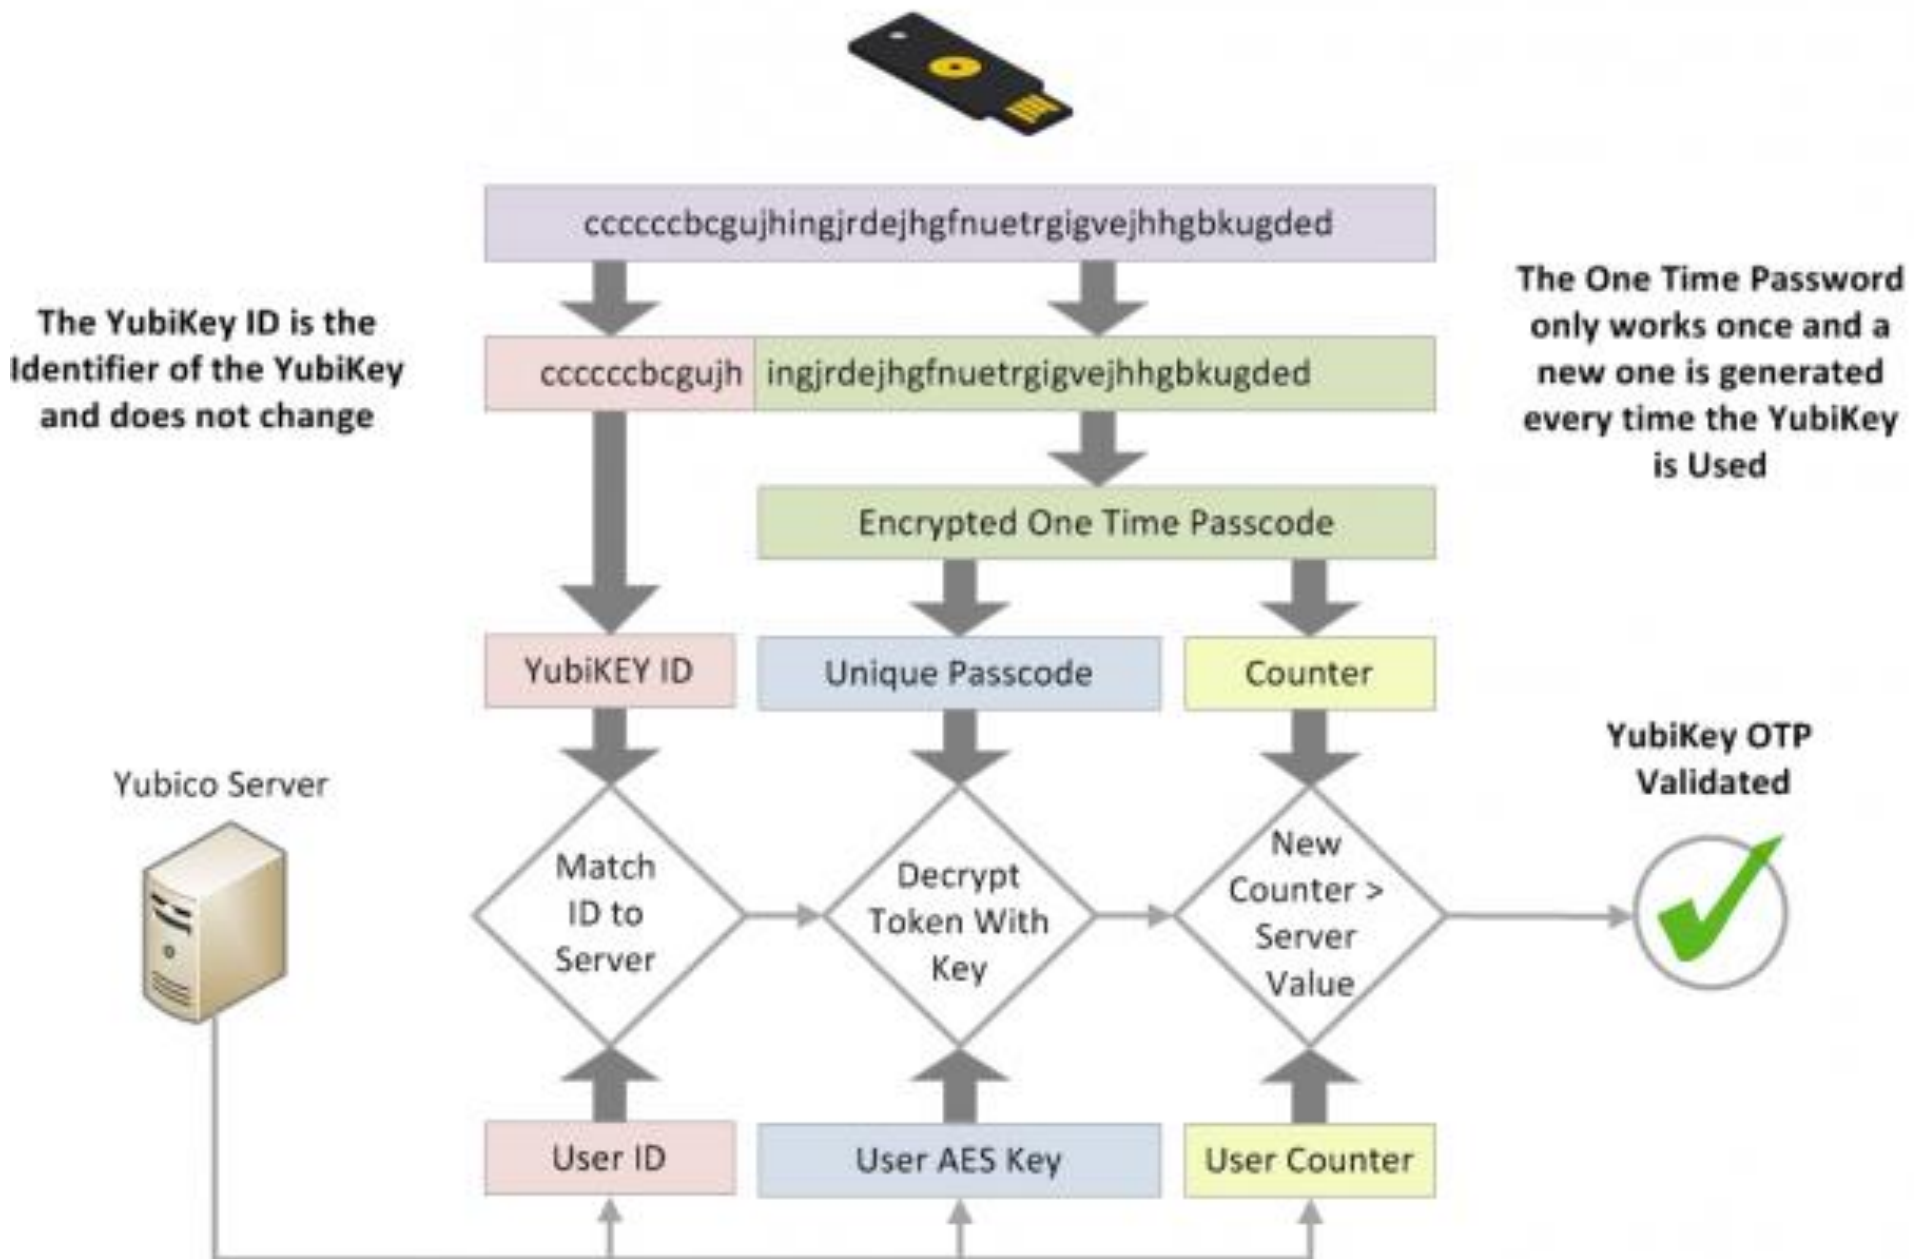 ccccccbcgujhingjrdejhgfnuetrgigvejhhgbkugded
The YubiKey ID is the
Identifier of the YubiKey
and does not change
ccccccbcgujh
ingjrdejhgfnuetrgigvejhhgbkugded
The One Time Password
only works once and a
new one is generated
every time the YubiKey
is Used
Encrypted One Time Passcode
YubiKEY ID
Unique Passcode
Counter
Yubico Server
Match
ID to
Server
Decrypt
Token With
Key
New
Counter >
Server
Value
YubiKey OTP
Validated
User ID
User AES Key
User Counter